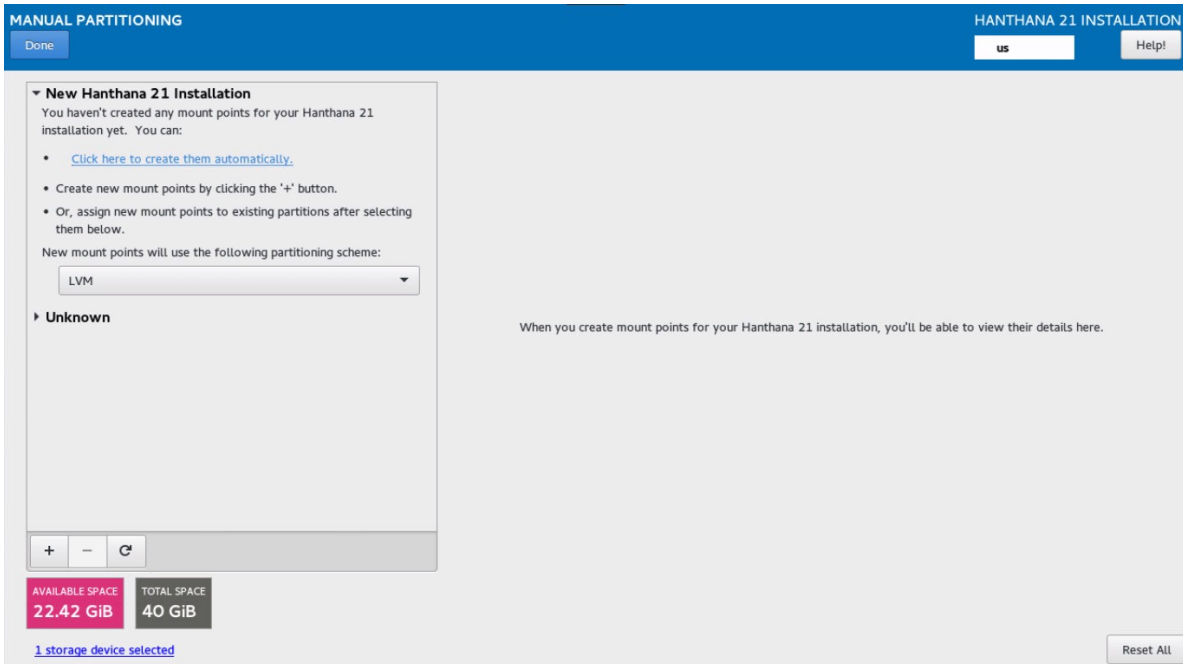 MANUAL PARTITIONING
HANTHANA 21 INSTALLATION
Done
us
Help!
New Hanthana 21 Installation
You haven't created any mount points for your Hanthana 21
installation yet.  You can:
• Click here to create them automatically.
• Create new mount points by clicking the '+' button.
• Or, assign new mount points to existing partitions after selecting
them below.
New mount points will use the following partitioning scheme:
LVM
Unknown
When you create mount points for your Hanthana 21 installation, you'll be able to view their details here.
+ −
AVAILABLE SPACE
22.42 GiB
TOTAL SPACE
40 GiB
1 storage device selected
Reset All